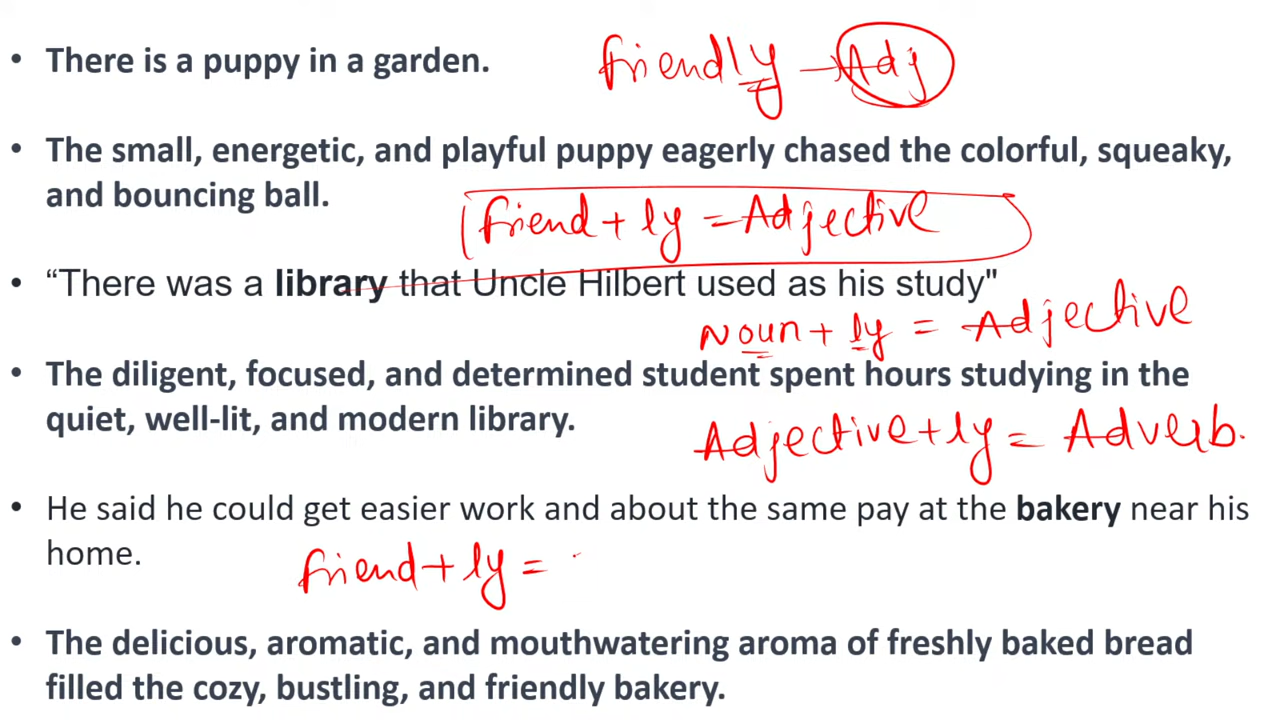 • There is a puppy in a garden.
friendly → Adj
• The small, energetic, and playful puppy eagerly chased the colorful, squeaky,
and bouncing ball.
friend + ly = Adjective
• “There was a library that Uncle Hilbert used as his study"
Noun + ly = Adjective
• The diligent, focused, and determined student spent hours studying in the
quiet, well-lit, and modern library.
Adjective + ly = Adverb.
• He said he could get easier work and about the same pay at the bakery near his
home.
friend + ly =
• The delicious, aromatic, and mouthwatering aroma of freshly baked bread
filled the cozy, bustling, and friendly bakery.